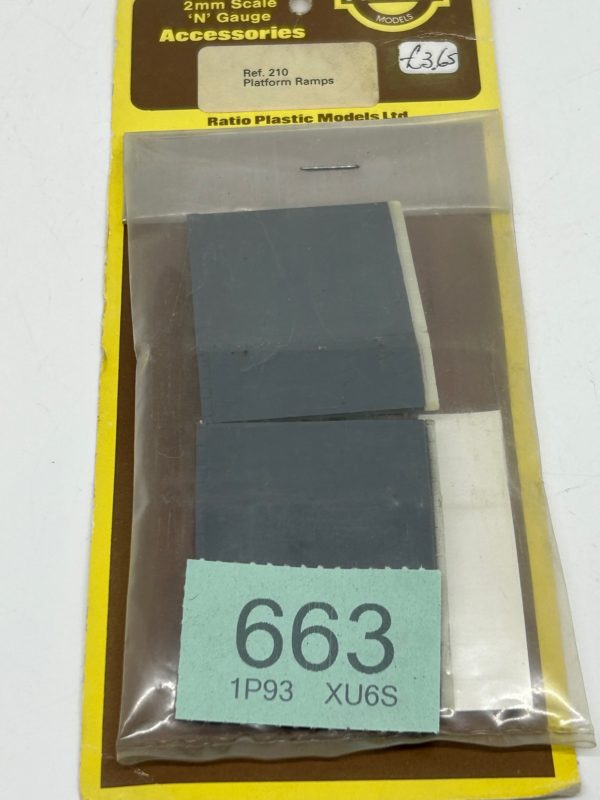 2mm Scale
'N' Gauge
Accessories
MODELS
£3.65
Ref. 210
Platform Ramps
Ratio Plastic Models Ltd
663
1P93 XU6S